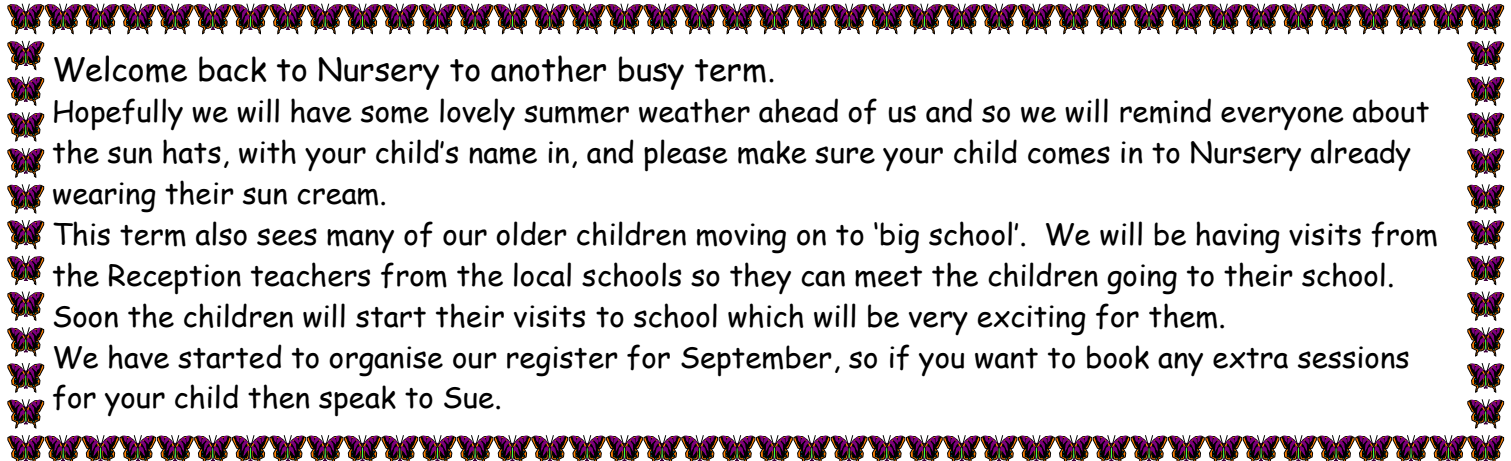 Welcome back to Nursery to another busy term.
Hopefully we will have some lovely summer weather ahead of us and so we will remind everyone about
the sun hats, with your child's name in, and please make sure your child comes in to Nursery already
wearing their sun cream.
This term also sees many of our older children moving on to 'big school'.  We will be having visits from
the Reception teachers from the local schools so they can meet the children going to their school.
Soon the children will start their visits to school which will be very exciting for them.
We have started to organise our register for September, so if you want to book any extra sessions
for your child then speak to Sue.